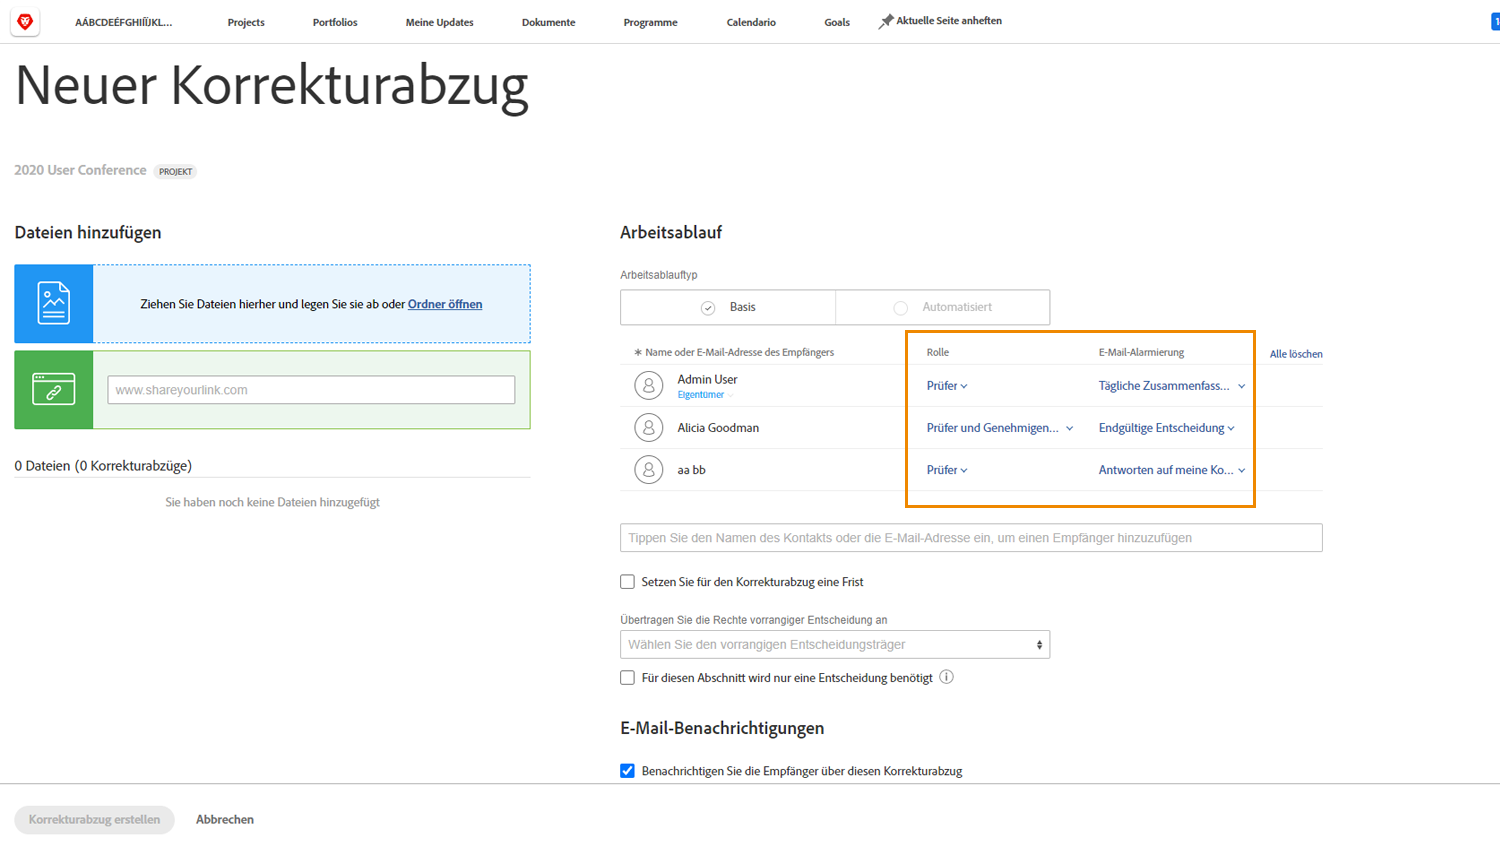 AÁBCDEÉFGHIÍÏJKL...
Projects
Portfolios
Meine Updates
Dokumente
Programme
Calendario
Goals
Aktuelle Seite anheften
Neuer Korrekturabzug
2020 User Conference PROJEKT
Dateien hinzufügen
Ziehen Sie Dateien hierher und legen Sie sie ab oder Ordner öffnen
www.shareyourlink.com
0 Dateien (0 Korrekturabzüge)
Sie haben noch keine Dateien hinzugefügt
Arbeitsablauf
Arbeitsablauftyp
Basis
Automatisiert
* Name oder E-Mail-Adresse des Empfängers
Rolle
E-Mail-Alarmierung
Alle löschen
Admin User
Eigentümer
Prüfer
Tägliche Zusammenfass...
Alicia Goodman
Prüfer und Genehmigen...
Endgültige Entscheidung
aa bb
Prüfer
Antworten auf meine Ko...
Tippen Sie den Namen des Kontakts oder die E-Mail-Adresse ein, um einen Empfänger hinzuzufügen
Setzen Sie für den Korrekturabzug eine Frist
Übertragen Sie die Rechte vorrangiger Entscheidung an
Wählen Sie den vorrangigen Entscheidungsträger
Für diesen Abschnitt wird nur eine Entscheidung benötigt
E-Mail-Benachrichtigungen
Benachrichtigen Sie die Empfänger über diesen Korrekturabzug
Korrekturabzug erstellen
Abbrechen